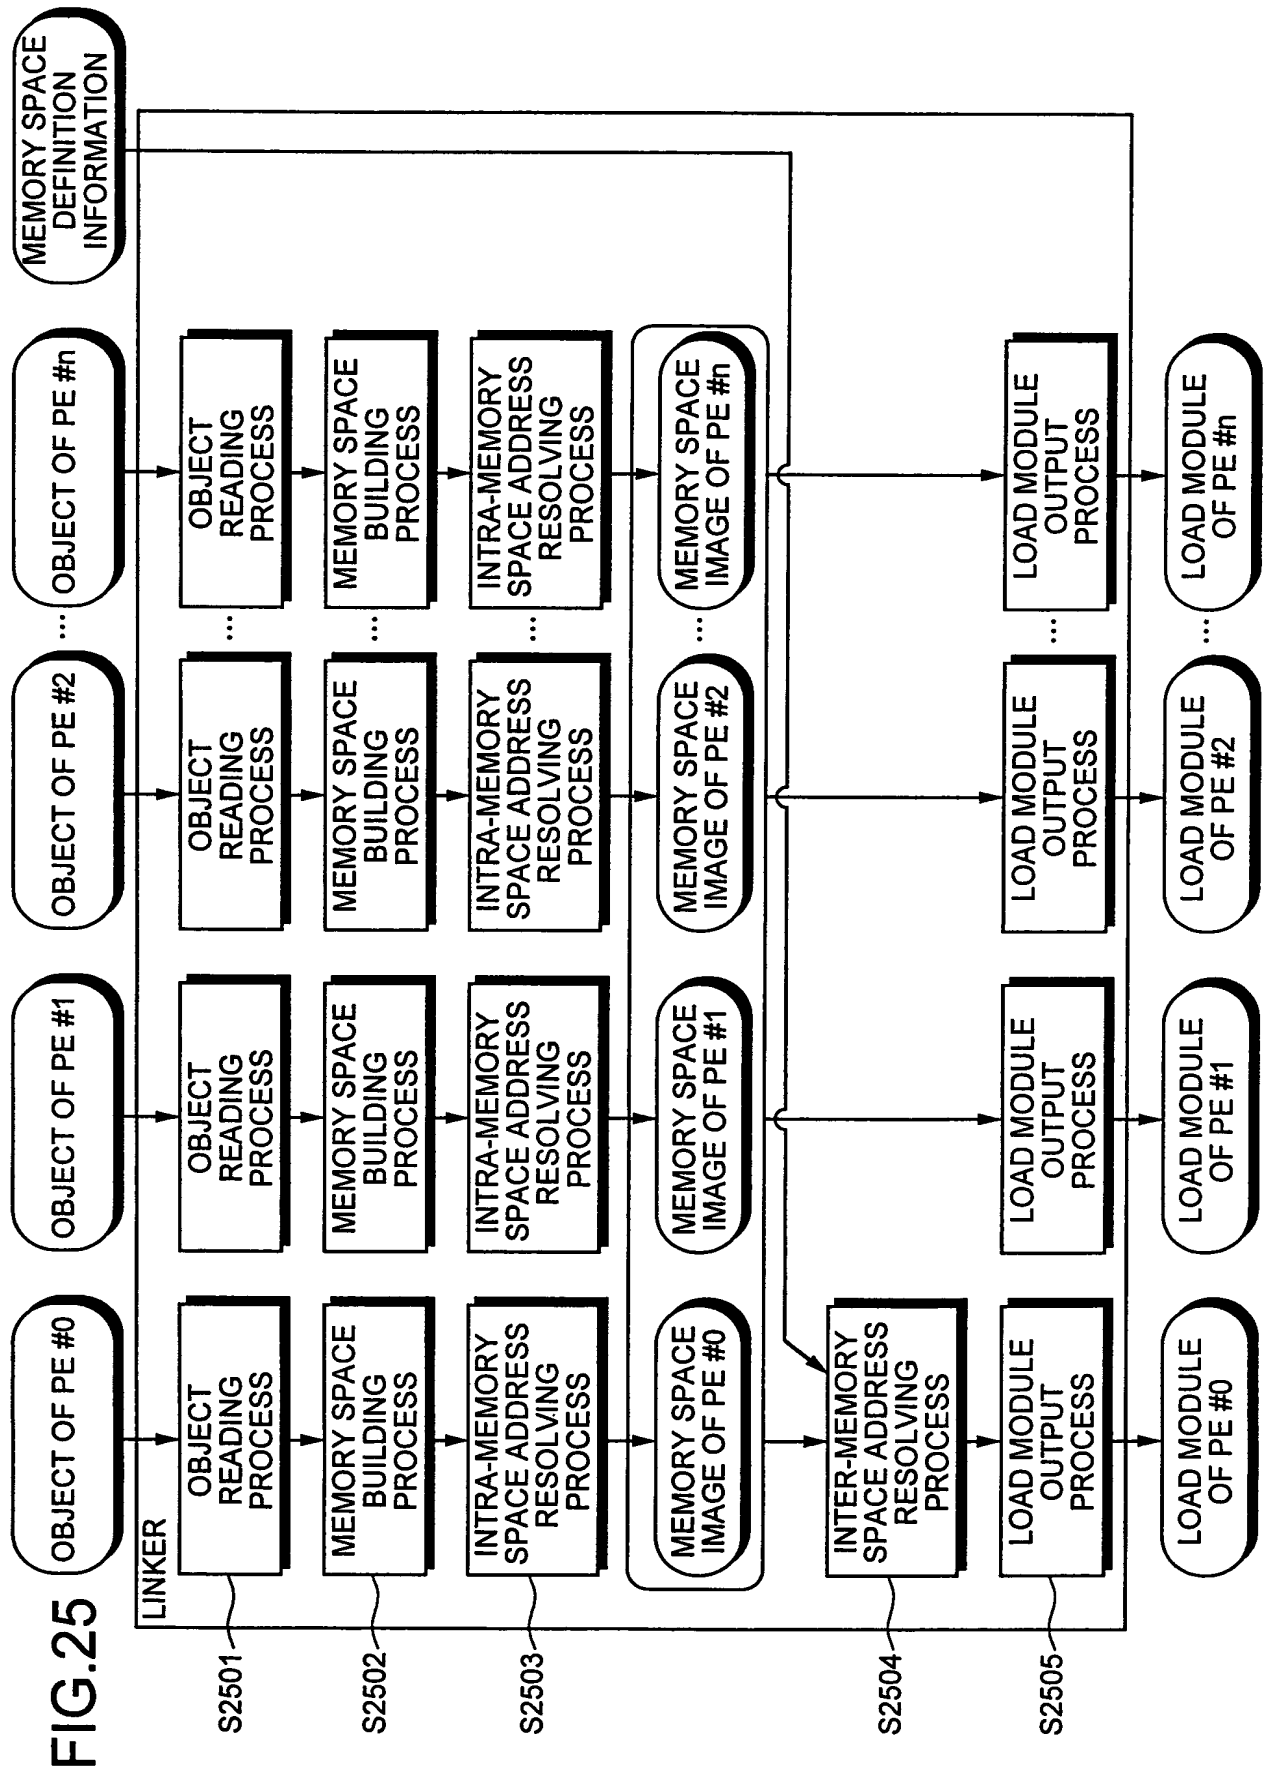 FIG.25
OBJECT OF PE #0
OBJECT OF PE #1
OBJECT OF PE #2
...
OBJECT OF PE #n
MEMORY SPACE
DEFINITION
INFORMATION
LINKER
S2501
OBJECT
READING
PROCESS
OBJECT
READING
PROCESS
OBJECT
READING
PROCESS
...
OBJECT
READING
PROCESS
S2502
MEMORY SPACE
BUILDING
PROCESS
MEMORY SPACE
BUILDING
PROCESS
MEMORY SPACE
BUILDING
PROCESS
...
MEMORY SPACE
BUILDING
PROCESS
S2503
INTRA-MEMORY
SPACE ADDRESS
RESOLVING
PROCESS
INTRA-MEMORY
SPACE ADDRESS
RESOLVING
PROCESS
INTRA-MEMORY
SPACE ADDRESS
RESOLVING
PROCESS
...
INTRA-MEMORY
SPACE ADDRESS
RESOLVING
PROCESS
MEMORY SPACE
IMAGE OF PE #0
MEMORY SPACE
IMAGE OF PE #1
MEMORY SPACE
IMAGE OF PE #2
...
MEMORY SPACE
IMAGE OF PE #n
S2504
INTER-MEMORY
SPACE ADDRESS
RESOLVING
PROCESS
S2505
LOAD MODULE
OUTPUT
PROCESS
LOAD MODULE
OUTPUT
PROCESS
LOAD MODULE
OUTPUT
PROCESS
...
LOAD MODULE
OUTPUT
PROCESS
LOAD MODULE
OF PE #0
LOAD MODULE
OF PE #1
LOAD MODULE
OF PE #2
...
LOAD MODULE
OF PE #n